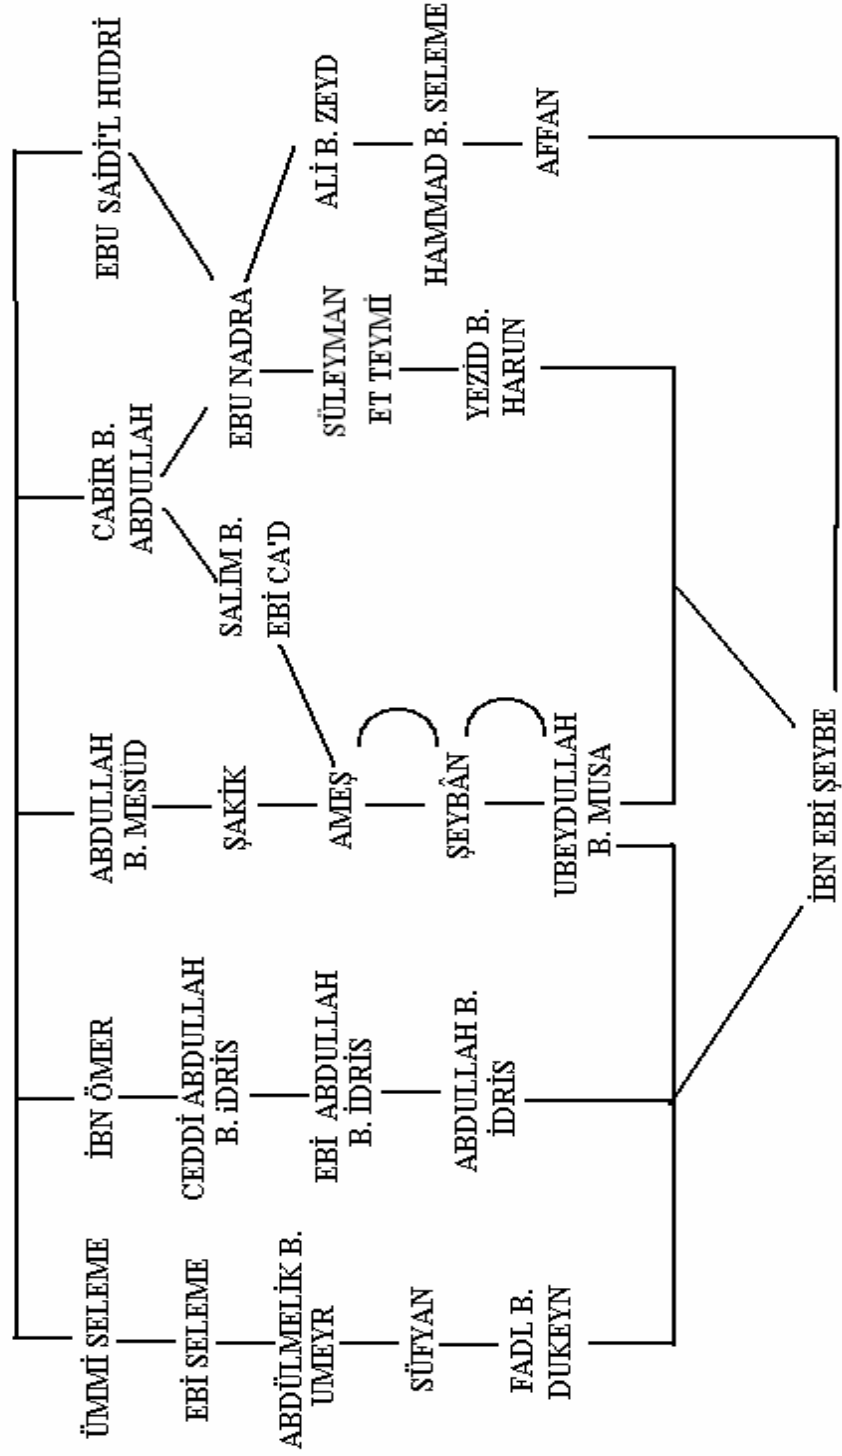 ÜMMİ SELEME
EBİ SELEME
ABDÜLMELİK B.
UMEYR
SÜFYAN
FADL B.
DUKEYN
İBN ÖMER
CEDDİ ABDULLAH
B. iDRİS
EBİ ABDULLAH
B. İDRİS
ABDULLAH B.
İDRİS
ABDULLAH
B. MESÜD
ŞAKİK
AMEŞ
ŞEYBÂN
UBEYDULLAH
B. MUSA
CABİR B.
ABDULLAH
SALİM B.
EBİ CA'D
EBU SAİDİ'L HUDRİ
EBU NADRA
SÜLEYMAN
ET TEYMİ
YEZİD B.
HARUN
ALİ B. ZEYD
HAMMAD B. SELEME
AFFAN
İBN EBİ ŞEYBE